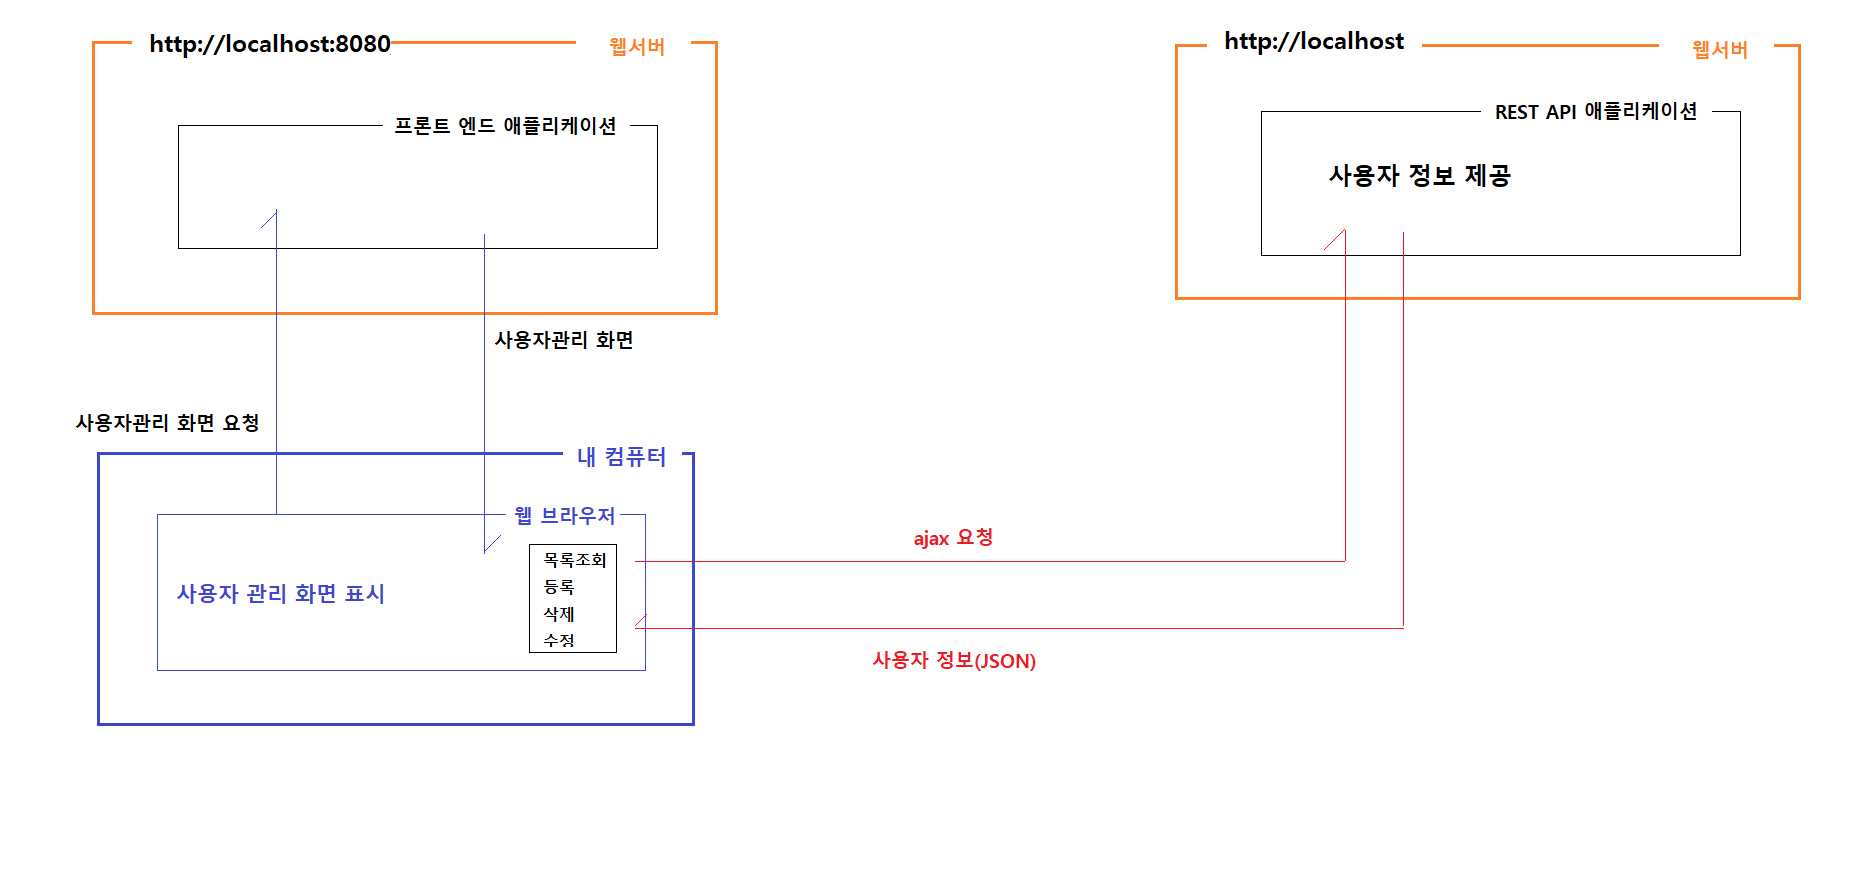 http://localhost:8080
웹서버
프론트 엔드 애플리케이션
http://localhost
웹서버
REST API 애플리케이션
사용자 정보 제공
사용자관리 화면
사용자관리 화면 요청
내 컴퓨터
웹 브라우저
사용자 관리 화면 표시
목록조회
등록
삭제
수정
ajax 요청
사용자 정보(JSON)